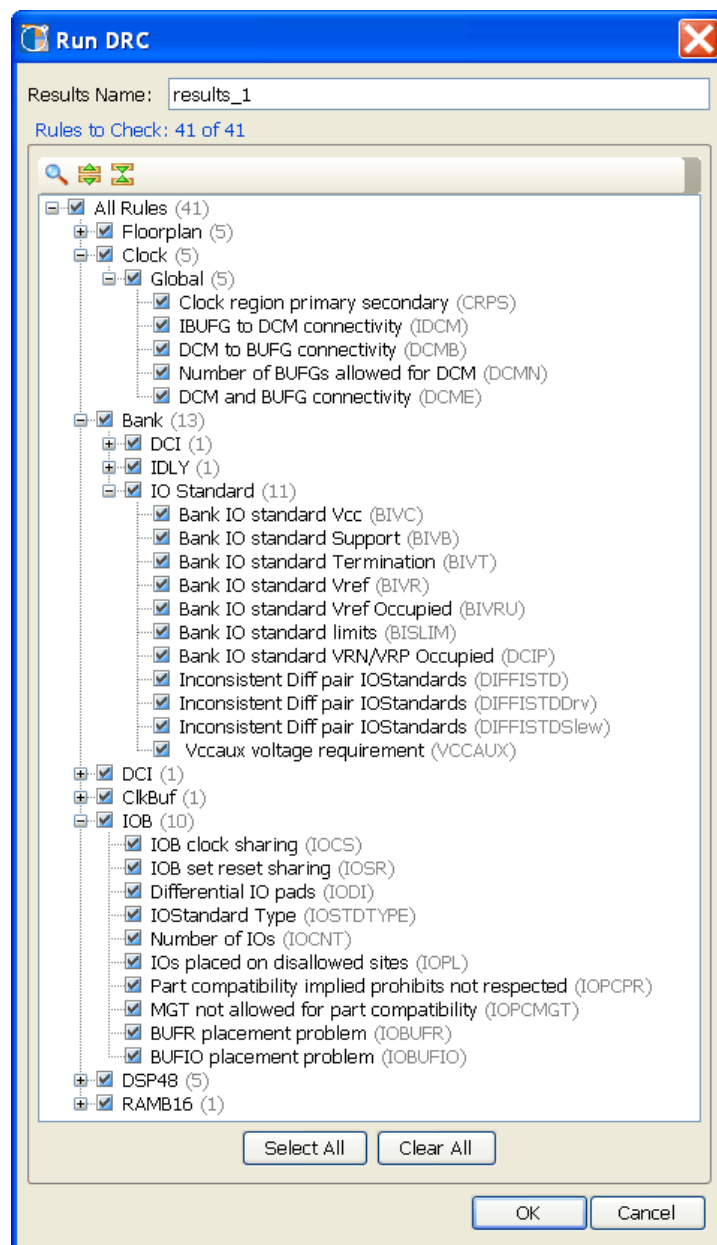 Run DRC
Results Name: results_1
Rules to Check: 41 of 41
All Rules (41)
Floorplan (5)
Clock (5)
Global (5)
Clock region primary secondary (CRPS)
IBUFG to DCM connectivity (IDCM)
DCM to BUFG connectivity (DCMB)
Number of BUFGs allowed for DCM (DCMN)
DCM and BUFG connectivity (DCME)
Bank (13)
DCI (1)
IDLY (1)
IO Standard (11)
Bank IO standard Vcc (BIVC)
Bank IO standard Support (BIVB)
Bank IO standard Termination (BIVT)
Bank IO standard Vref (BIVR)
Bank IO standard Vref Occupied (BIVRU)
Bank IO standard limits (BISLIM)
Bank IO standard VRN/VRP Occupied (DCIP)
Inconsistent Diff pair IOStandards (DIFFISTD)
Inconsistent Diff pair IOStandards (DIFFISTDDrv)
Inconsistent Diff pair IOStandards (DIFFISTDSlew)
Vccaux voltage requirement (VCCAUX)
DCI (1)
ClkBuf (1)
IOB (10)
IOB clock sharing (IOCS)
IOB set reset sharing (IOSR)
Differential IO pads (IODI)
IOStandard Type (IOSTDTYPE)
Number of IOs (IOCNT)
IOs placed on disallowed sites (IOPL)
Part compatibility implied prohibits not respected (IOPCPR)
MGT not allowed for part compatibility (IOPCMGT)
BUFR placement problem (IOBUFR)
BUFIO placement problem (IOBUFIO)
DSP48 (5)
RAMB16 (1)
Select All Clear All
OK Cancel